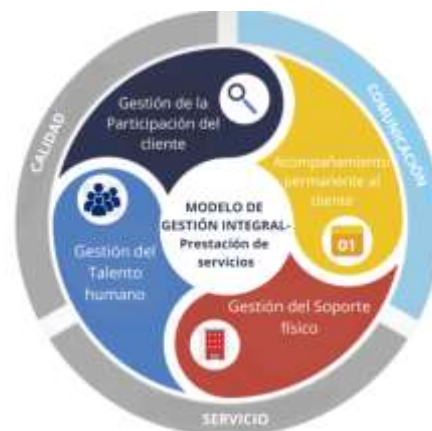 CALIDAD
COMUNICACIÓN
Gestión de la
Participación del
cliente
Acompañamiento
permanente al
cliente
01
MODELO DE
GESTIÓN INTEGRAL-
Prestación de
servicios
Gestión del
Talento
humano
Gestión del Soporte
físico
SERVICIO